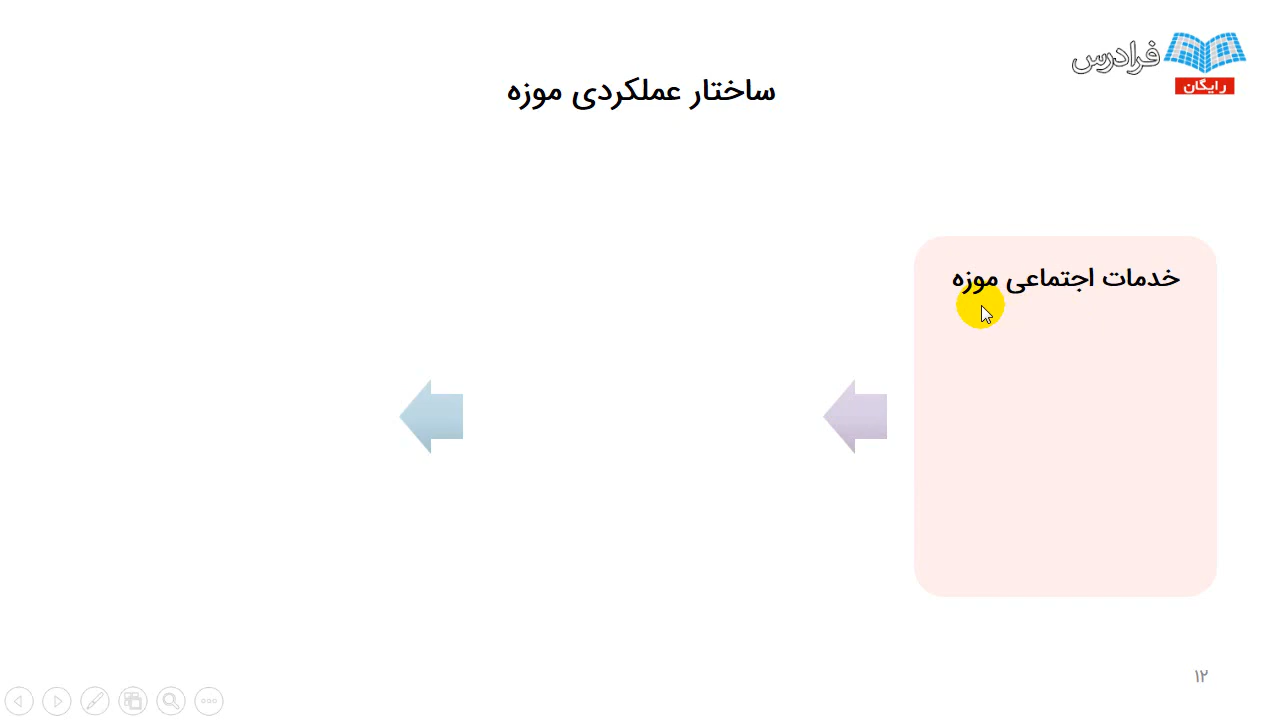 فرادرس
رایگان
ساختار عملکردی موزه
خدمات اجتماعی موزه
۱۲